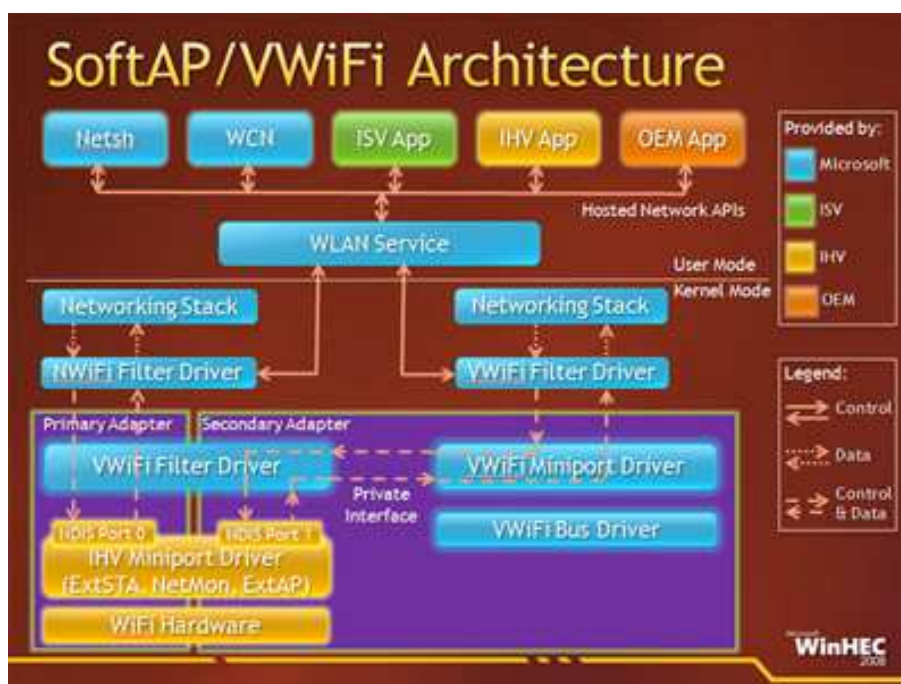 SoftAP/VWiFi Architecture
Netsh
WCN
ISV App
IHV App
OEM App
Provided by:
Microsoft
ISV
IHV
OEM
Hosted Network APIs
WLAN Service
User Mode
Kernel Mode
Networking Stack
Networking Stack
NWiFi Filter Driver
VWiFi Filter Driver
Legend:
Control
Data
Control
& Data
Primary Adapter
Secondary Adapter
VWiFi Filter Driver
VWiFi Miniport Driver
Private
Interface
VWiFi Bus Driver
NDIS Port 0
NDIS Port 1
IHV Miniport Driver
(ExtSTA, NetMon, ExtAP)
WiFi Hardware
Microsoft
WinHEC
2008